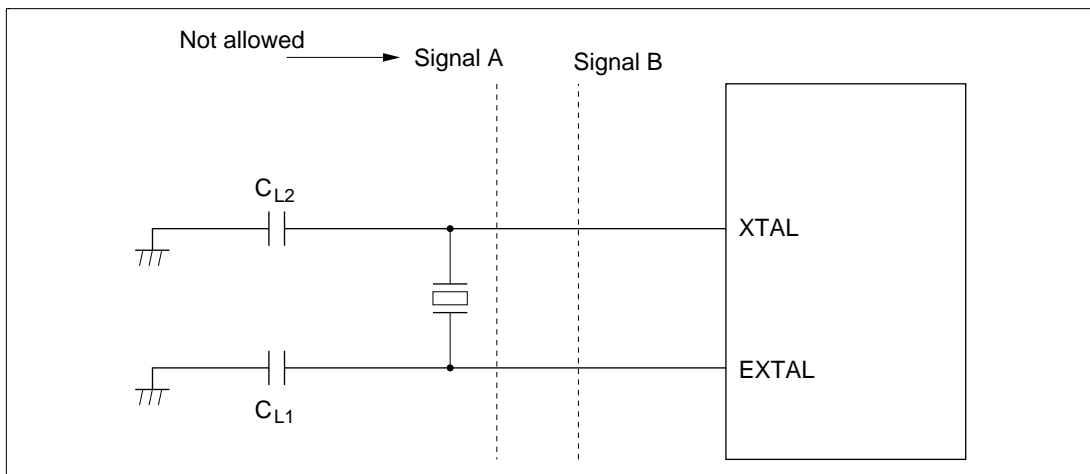 Not allowed
Signal A
Signal B
CL2
XTAL
EXTAL
CL1